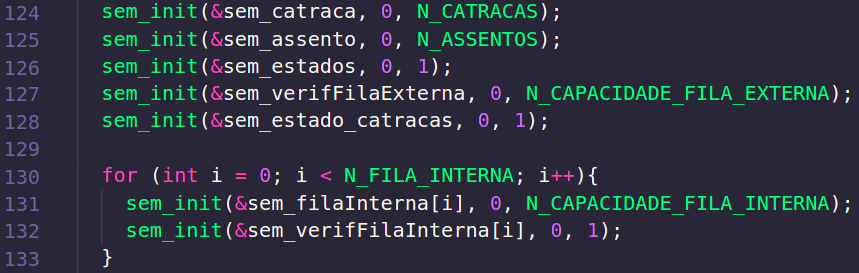 124 sem_init(&sem_catraca, 0, N_CATRACAS);
125 sem_init(&sem_assento, 0, N_ASSENTOS);
126 sem_init(&sem_estados, 0, 1);
127 sem_init(&sem_verifFilaExterna, 0, N_CAPACIDADE_FILA_EXTERNA);
128 sem_init(&sem_estado_catracas, 0, 1);
129
130 for (int i = 0; i < N_FILA_INTERNA; i++){
131 sem_init(&sem_filaInterna[i], 0, N_CAPACIDADE_FILA_INTERNA);
132 sem_init(&sem_verifFilaInterna[i], 0, 1);
133 }